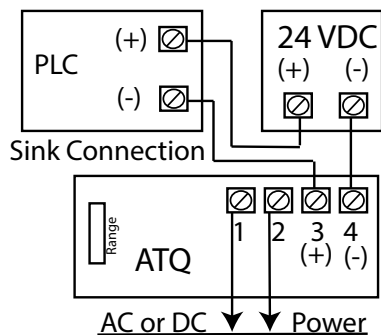 PLC
(+)
(-)
24 VDC
(+) (-)
Sink Connection
Range
ATQ
1 2 3 4
(+) (-)
AC or DC Power